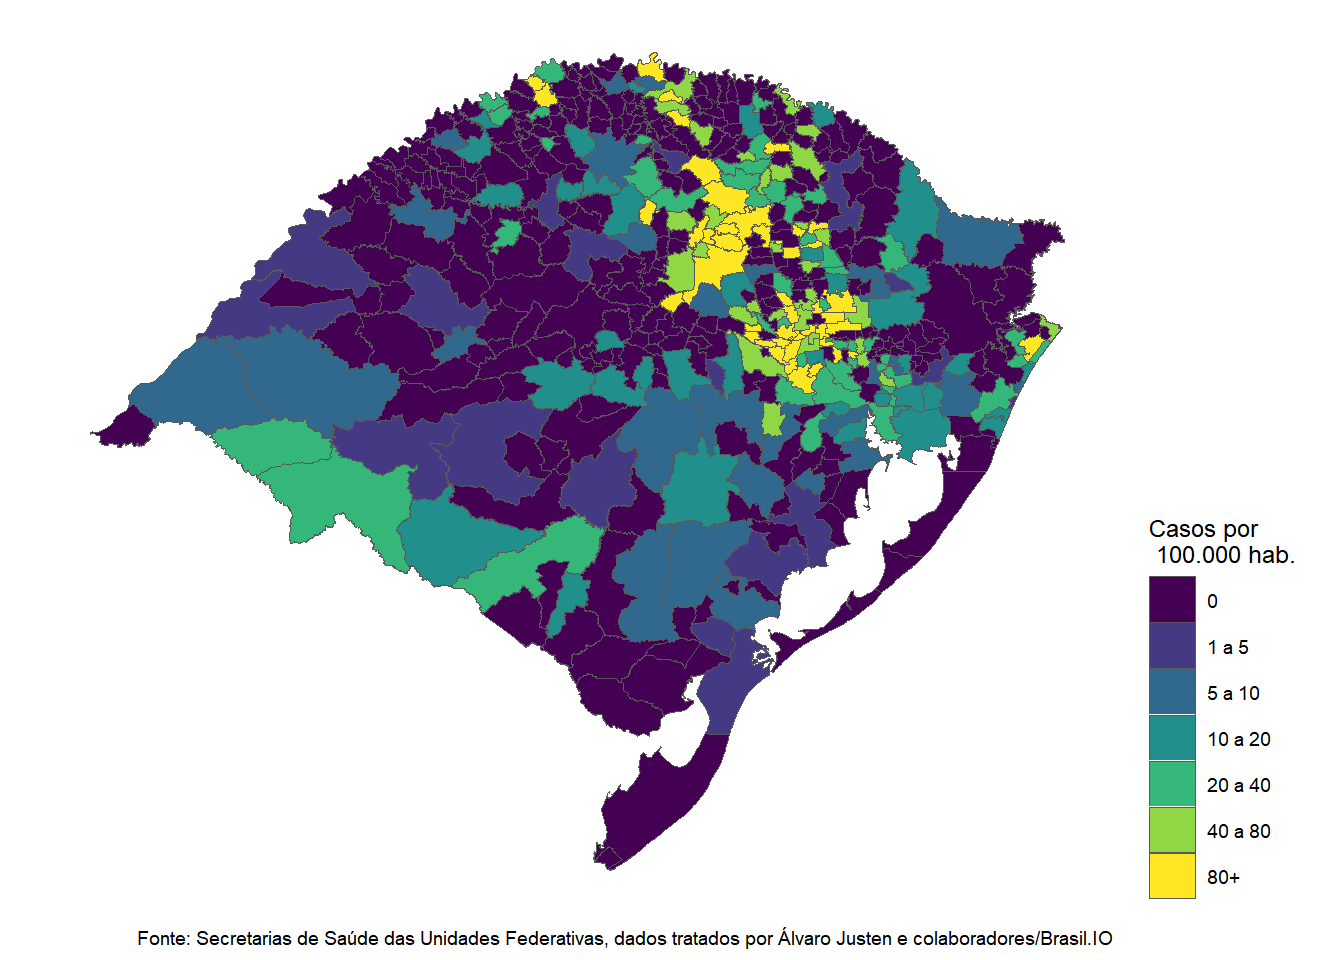 Casos por
100.000 hab.
0
1 a 5
5 a 10
10 a 20
20 a 40
40 a 80
80+
Fonte: Secretarias de Saúde das Unidades Federativas, dados tratados por Álvaro Justen e colaboradores/Brasil.IO